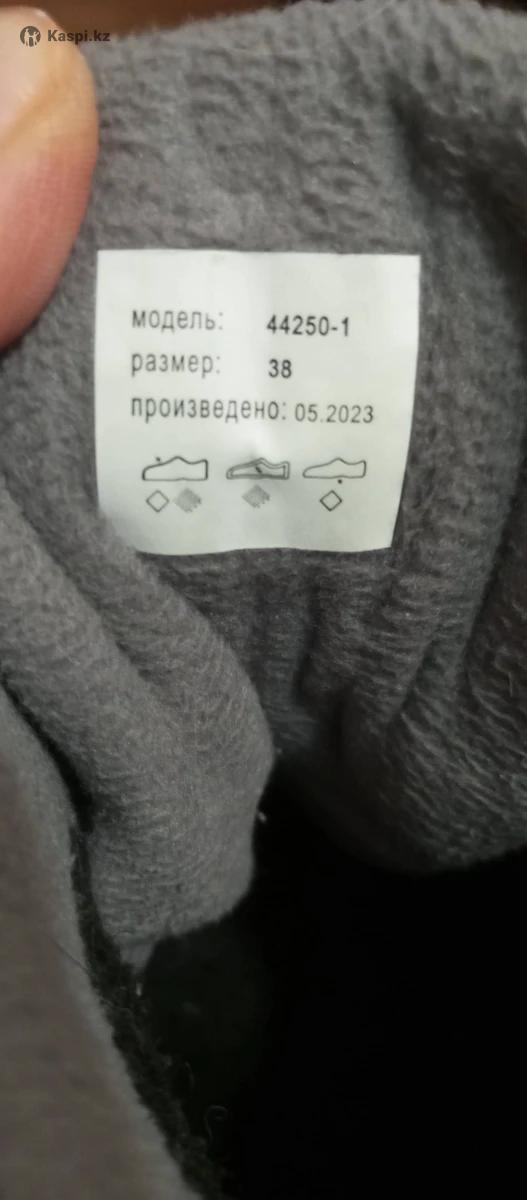 Kaspi.kz
модель: 44250-1
размер: 38
произведено: 05.2023